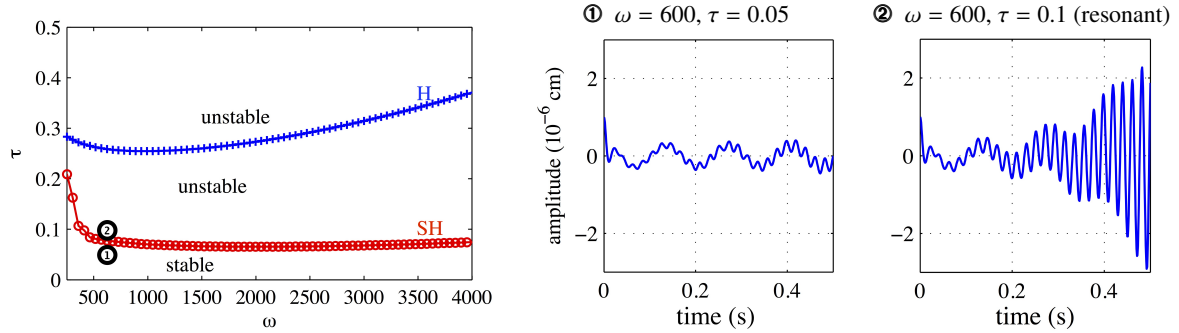 0.5
0.4
0.3
0.2
0.1
0
τ
H
unstable
unstable
SH
②
①
stable
500 1000 1500 2000 2500 3000 3500 4000
ω
① ω = 600, τ = 0.05
amplitude (10⁻⁶ cm)
2
0
−2
0 0.2 0.4
time (s)
② ω = 600, τ = 0.1 (resonant)
2
0
−2
0 0.2 0.4
time (s)